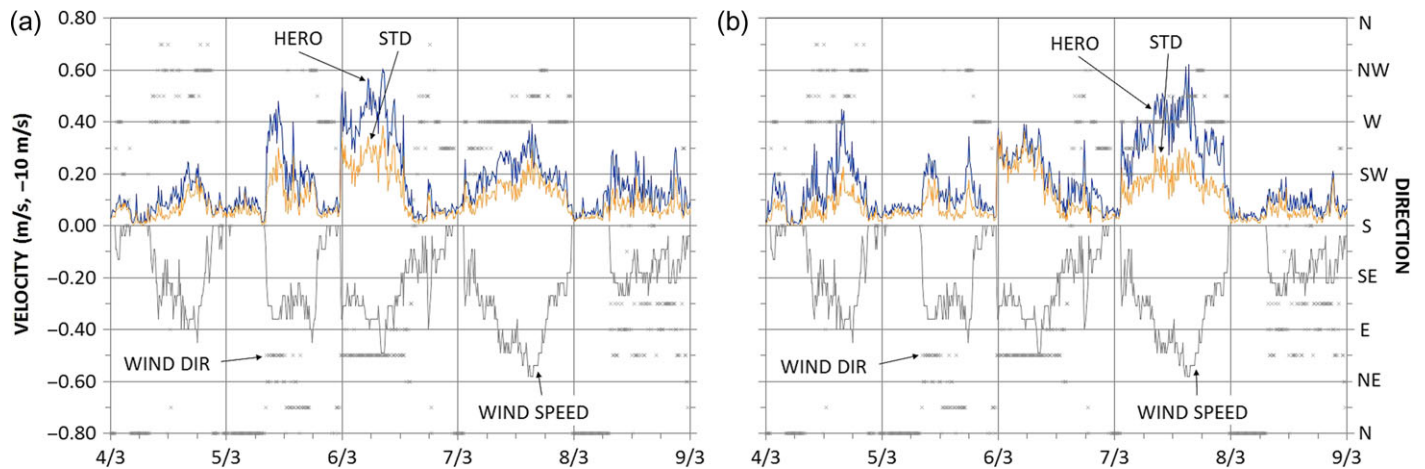 (a)
VELOCITY (m/s, –10 m/s)
0.80
0.60
0.40
0.20
0.00
–0.20
–0.40
–0.60
–0.80
HERO
STD
WIND DIR
WIND SPEED
4/3 5/3 6/3 7/3 8/3 9/3
(b)
HERO
STD
WIND DIR
WIND SPEED
4/3 5/3 6/3 7/3 8/3 9/3
N
NW
W
SW
S
SE
E
NE
N
DIRECTION